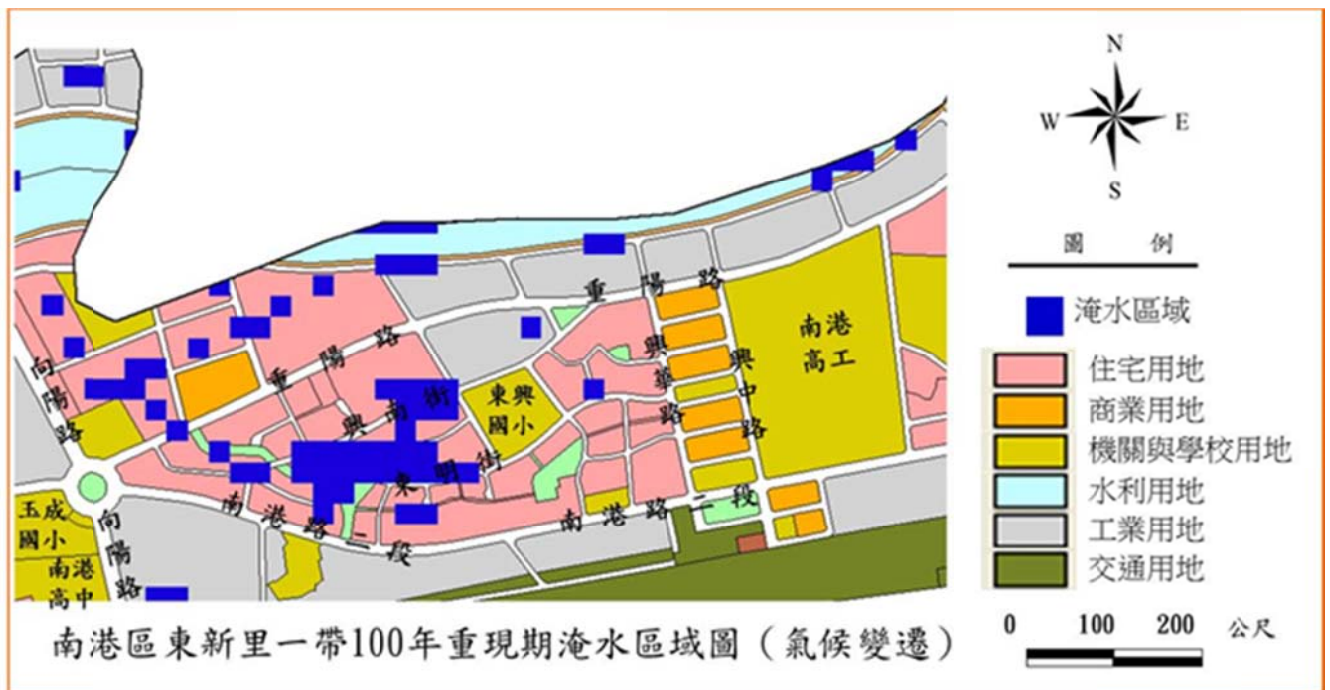 N
W
E
S
圖 例
淹水區域
住宅用地
商業用地
機關與學校用地
水利用地
工業用地
交通用地
0 100 200 公尺
重陽路
重陽路
向陽路
向陽路
興南街
東明街
東興
國小
興華路
興中路
南港
高工
南港路二段
南港路二段
玉成
國小
南港
高中
南港區東新里一帶100年重現期淹水區域圖（氣候變遷）